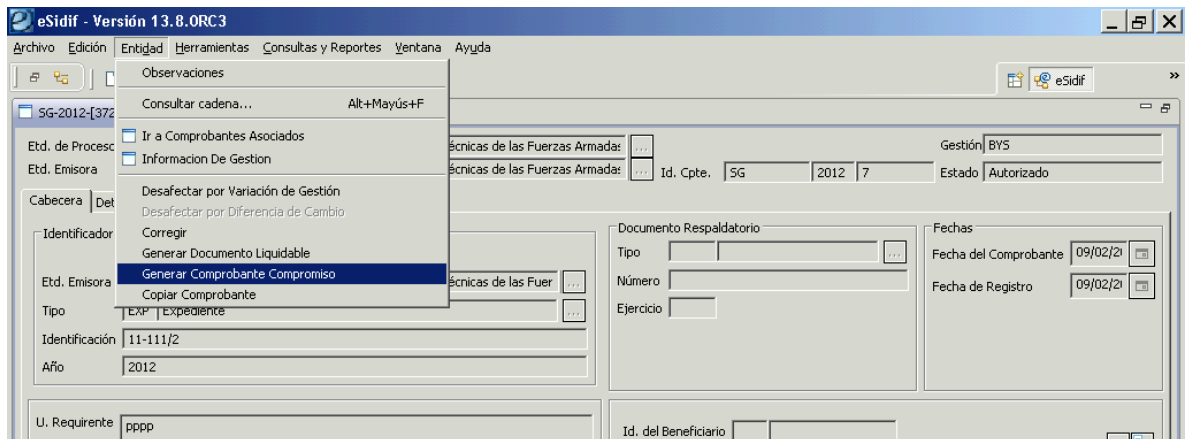 eSidif - Versión 13.8.0RC3
Archivo Edición Entidad Herramientas Consultas y Reportes Ventana Ayuda
Observaciones
eSidif
»
Consultar cadena... Alt+Mayús+F
SG-2012-[372
Ir a Comprobantes Asociados
Informacion De Gestion
Etd. de Proceso
écnicas de las Fuerzas Armadas
...
Gestión BYS
Etd. Emisora
écnicas de las Fuerzas Armadas
...
Id. Cpte. SG 2012 7
Estado Autorizado
Desafectar por Variación de Gestión
Desafectar por Diferencia de Cambio
Corregir
Generar Documento Liquidable
Generar Comprobante Compromiso
Copiar Comprobante
Cabecera Det
Identificador
Etd. Emisora
écnicas de las Fuer ...
Tipo EXP Expediente ...
Identificación 11-111/2
Año 2012
Documento Respaldatorio
Tipo ...
Número
Ejercicio
Fechas
Fecha del Comprobante 09/02/2
Fecha de Registro 09/02/2
U. Requirente pppp
Id. del Beneficiario